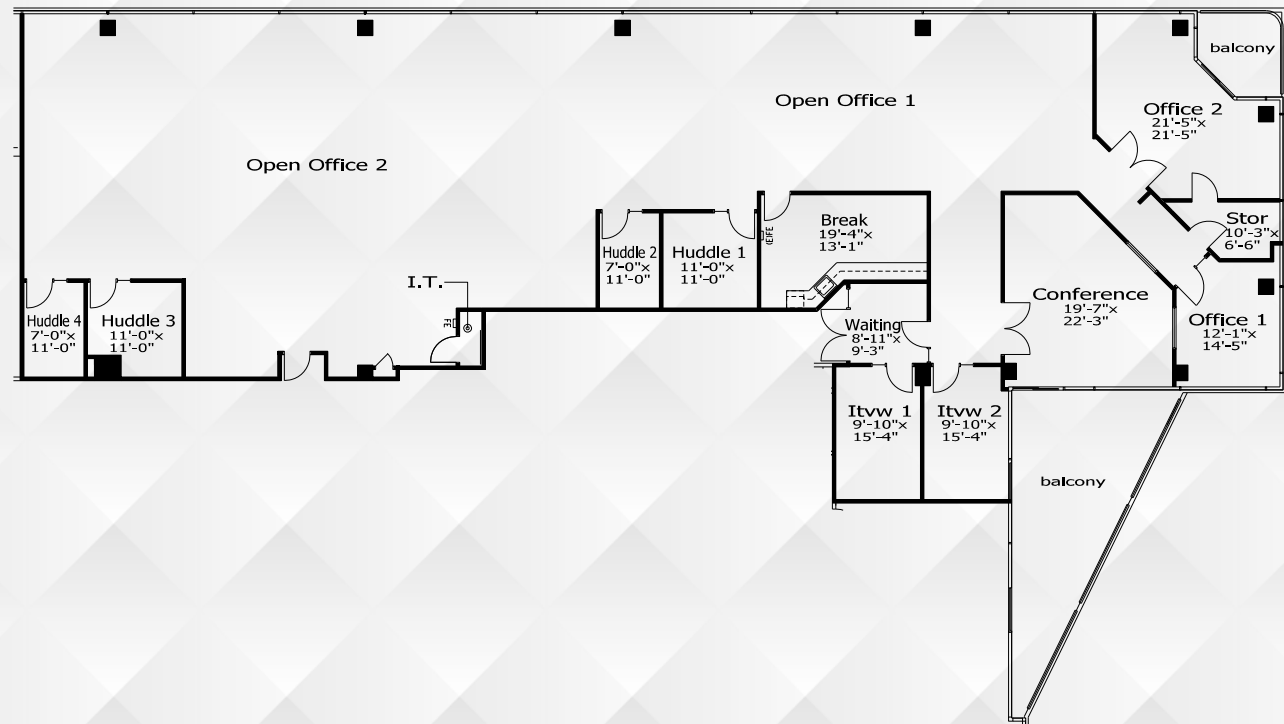 balcony
Open Office 1
Office 2
21'-5"x
21'-5"
Open Office 2
Stor
10'-3"x
6'-6"
Break
19'-4"x
13'-1"
Huddle 2
7'-0"x
11'-0"
Huddle 1
11'-0"x
11'-0"
I.T.
FE
Conference
19'-7"x
22'-3"
Office 1
12'-1"x
14'-5"
Waiting
8'-11"x
9'-3"
Huddle 4
7'-0"x
11'-0"
Huddle 3
11'-0"x
11'-0"
Itvw 1
9'-10"x
15'-4"
Itvw 2
9'-10"x
15'-4"
balcony